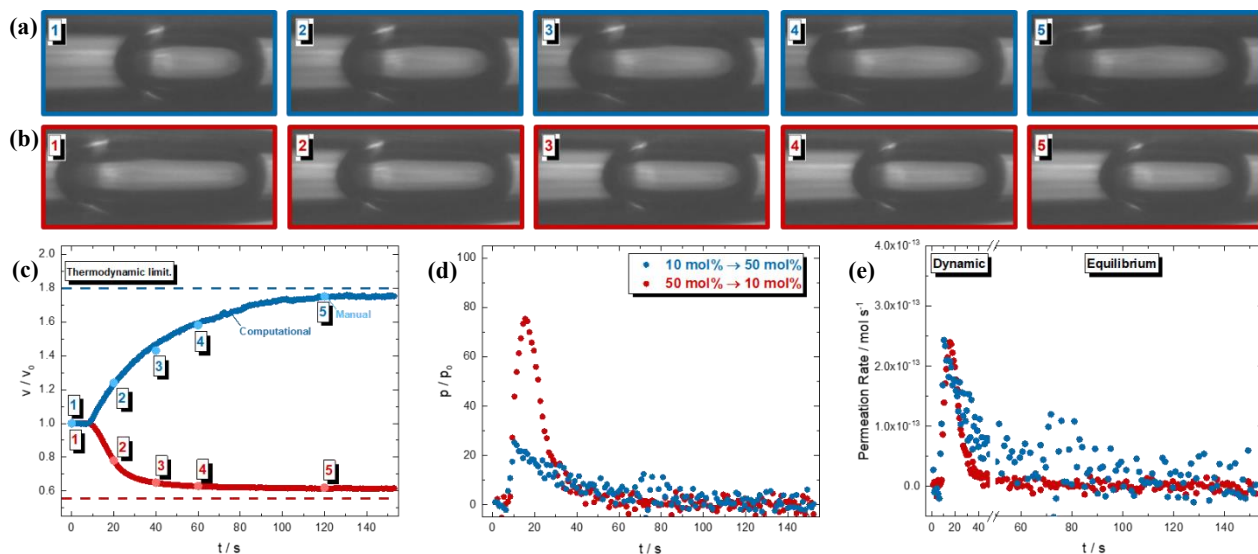 (a)
1
2
3
4
5
(b)
1
2
3
4
5
(c)
Thermodynamic limit.
v / v₀
2.0
1.8
1.6
1.4
1.2
1.0
0.8
0.6
1
2
3
4
5
Manual
Computational
1
2
3
4
5
0
20
40
60
80
100
120
140
t / s
(d)
10 mol% → 50 mol%
50 mol% → 10 mol%
p / p₀
100
80
60
40
20
0
0
20
40
60
80
100
120
140
t / s
(e)
Dynamic
Equilibrium
Permeation Rate / mol s⁻¹
4.0x10⁻¹³
3.0x10⁻¹³
2.0x10⁻¹³
1.0x10⁻¹³
0.0
0
20
40
60
80
100
120
140
t / s